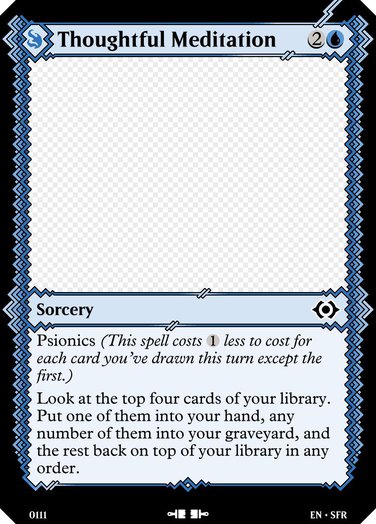 Thoughtful Meditation 2
Sorcery
Psionics (This spell costs 1 less to cost for
each card you've drawn this turn except the
first.)
Look at the top four cards of your library.
Put one of them into your hand, any
number of them into your graveyard, and
the rest back on top of your library in any
order.
0111 EN • SFR